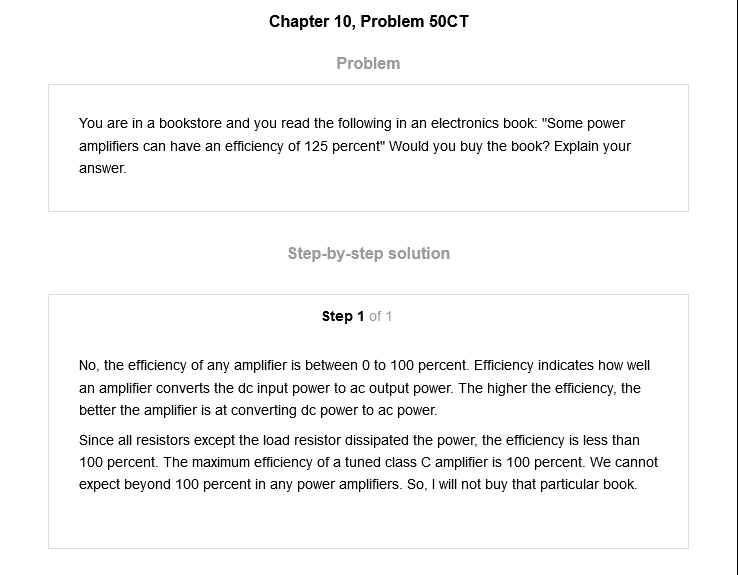 Chapter 10, Problem 50CT
Problem
You are in a bookstore and you read the following in an electronics book: "Some power
amplifiers can have an efficiency of 125 percent" Would you buy the book? Explain your
answer.
Step-by-step solution
Step 1 of 1
No, the efficiency of any amplifier is between 0 to 100 percent. Efficiency indicates how well
an amplifier converts the dc input power to ac output power. The higher the efficiency, the
better the amplifier is at converting dc power to ac power.
Since all resistors except the load resistor dissipated the power, the efficiency is less than
100 percent. The maximum efficiency of a tuned class C amplifier is 100 percent. We cannot
expect beyond 100 percent in any power amplifiers. So, I will not buy that particular book.